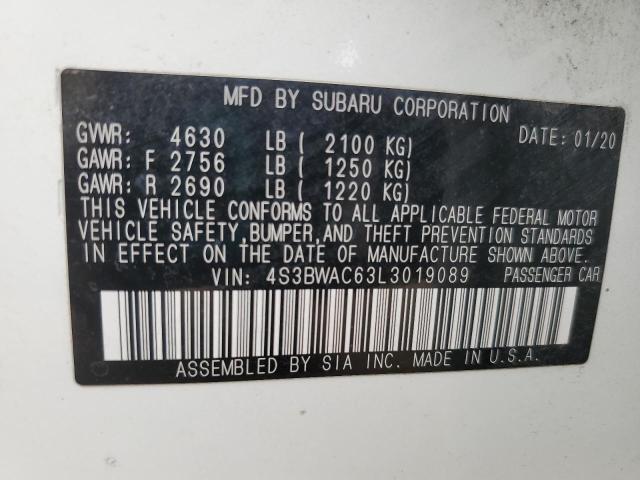 MFD BY SUBARU CORPORATION
DATE: 01/20
GVWR: 4630 LB ( 2100 KG)
GAWR: F 2756 LB ( 1250 KG)
GAWR: R 2690 LB ( 1220 KG)
THIS VEHICLE CONFORMS TO ALL APPLICABLE FEDERAL MOTOR
VEHICLE SAFETY, BUMPER, AND THEFT PREVENTION STANDARDS
IN EFFECT ON THE DATE OF MANUFACTURE SHOWN ABOVE.
VIN: 4S3BWAC63L3019089 PASSENGER CAR
ASSEMBLED BY SIA INC. MADE IN U.S.A.